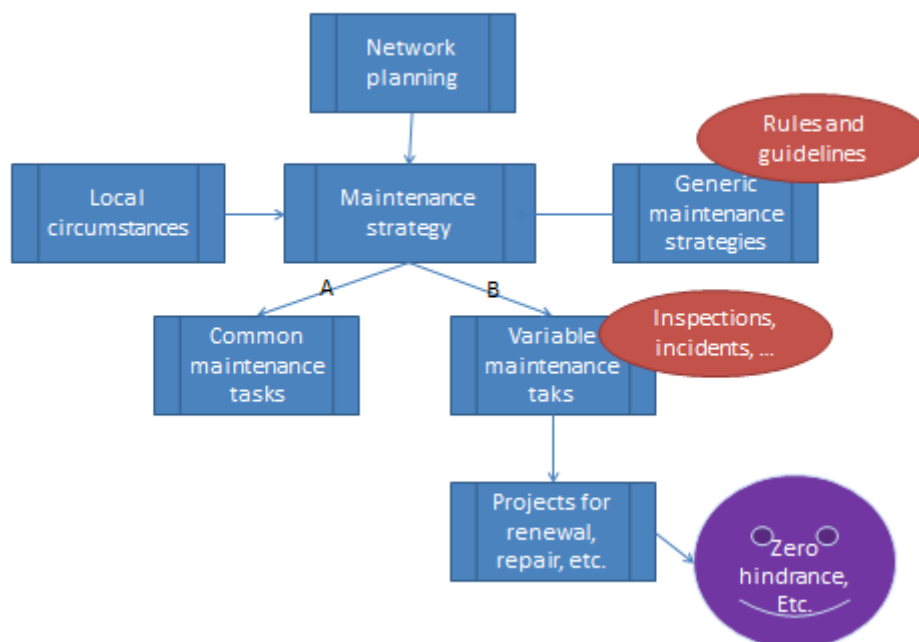 Network
planning
Rules and
guidelines
Local
circumstances
Maintenance
strategy
Generic
maintenance
strategies
A
B
Common
maintenance
tasks
Variable
maintenance
taks
Inspections,
incidents, ...
Projects for
renewal,
repair, etc.
Zero
hindrance,
Etc.